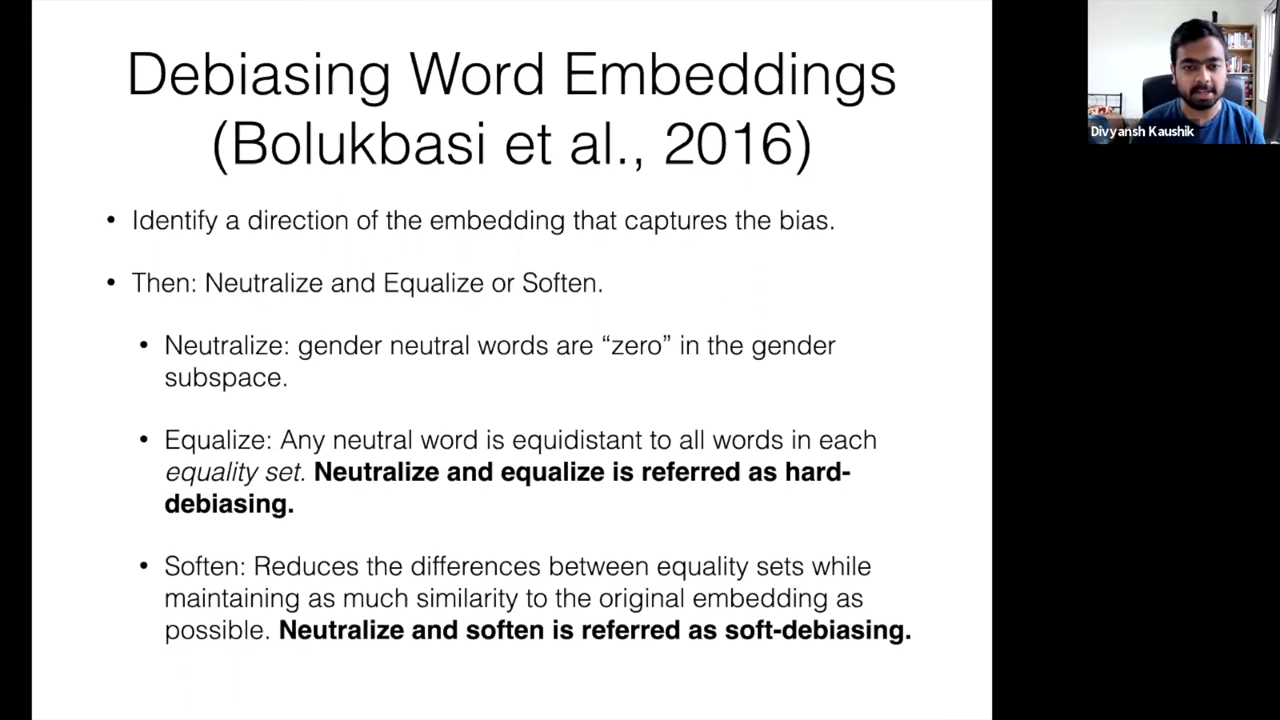 Debiasing Word Embeddings
(Bolukbasi et al., 2016)
• Identify a direction of the embedding that captures the bias.
• Then: Neutralize and Equalize or Soften.
• Neutralize: gender neutral words are “zero” in the gender
subspace.
• Equalize: Any neutral word is equidistant to all words in each
equality set. Neutralize and equalize is referred as hard-
debiasing.
• Soften: Reduces the differences between equality sets while
maintaining as much similarity to the original embedding as
possible. Neutralize and soften is referred as soft-debiasing.
Divyansh Kaushik